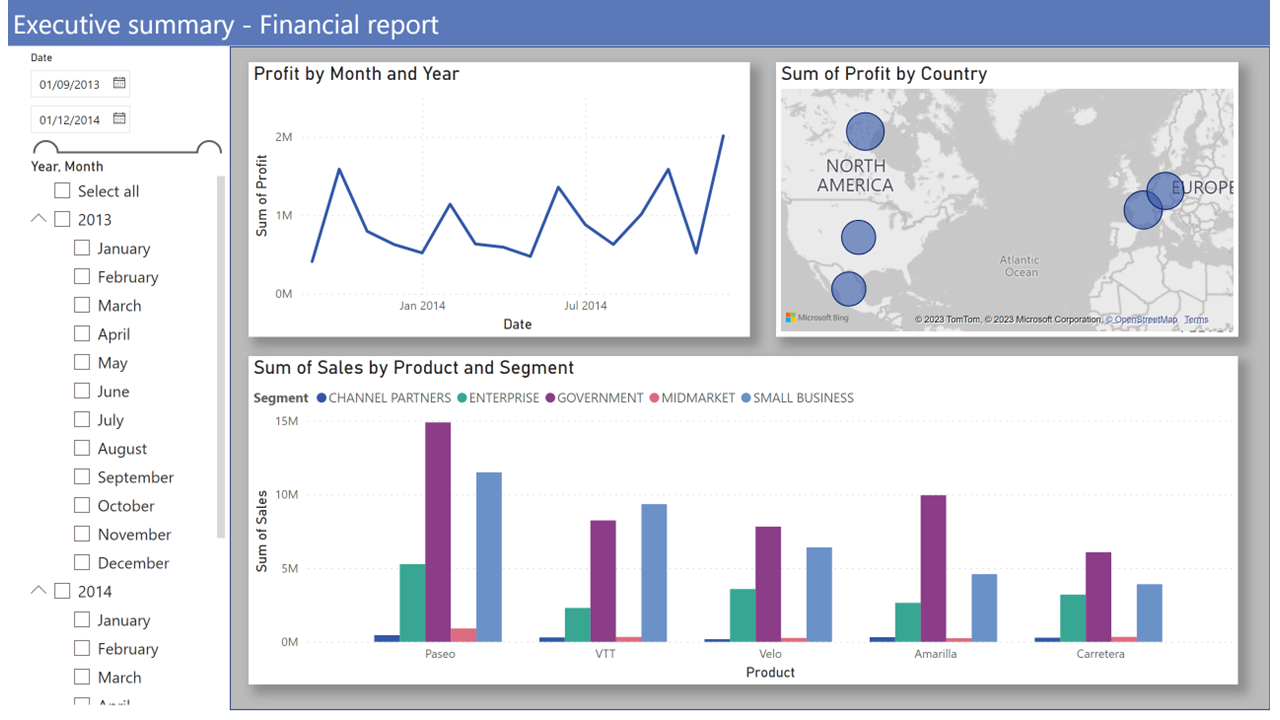 Executive summary - Financial report
Date
01/09/2013
01/12/2014
Year, Month
Select all
2013
January
February
March
April
May
June
July
August
September
October
November
December
2014
January
February
March
April
Profit by Month and Year
Sum of Profit
2M
1M
0M
Jan 2014
Jul 2014
Date
Sum of Profit by Country
NORTH
AMERICA
EUROPE
Atlantic
Ocean
Microsoft Bing
© 2023 TomTom, © 2023 Microsoft Corporation, © OpenStreetMap Terms
Sum of Sales by Product and Segment
Segment CHANNEL PARTNERS ENTERPRISE GOVERNMENT MIDMARKET SMALL BUSINESS
Sum of Sales
15M
10M
5M
0M
Paseo
VTT
Velo
Amarilla
Carretera
Product